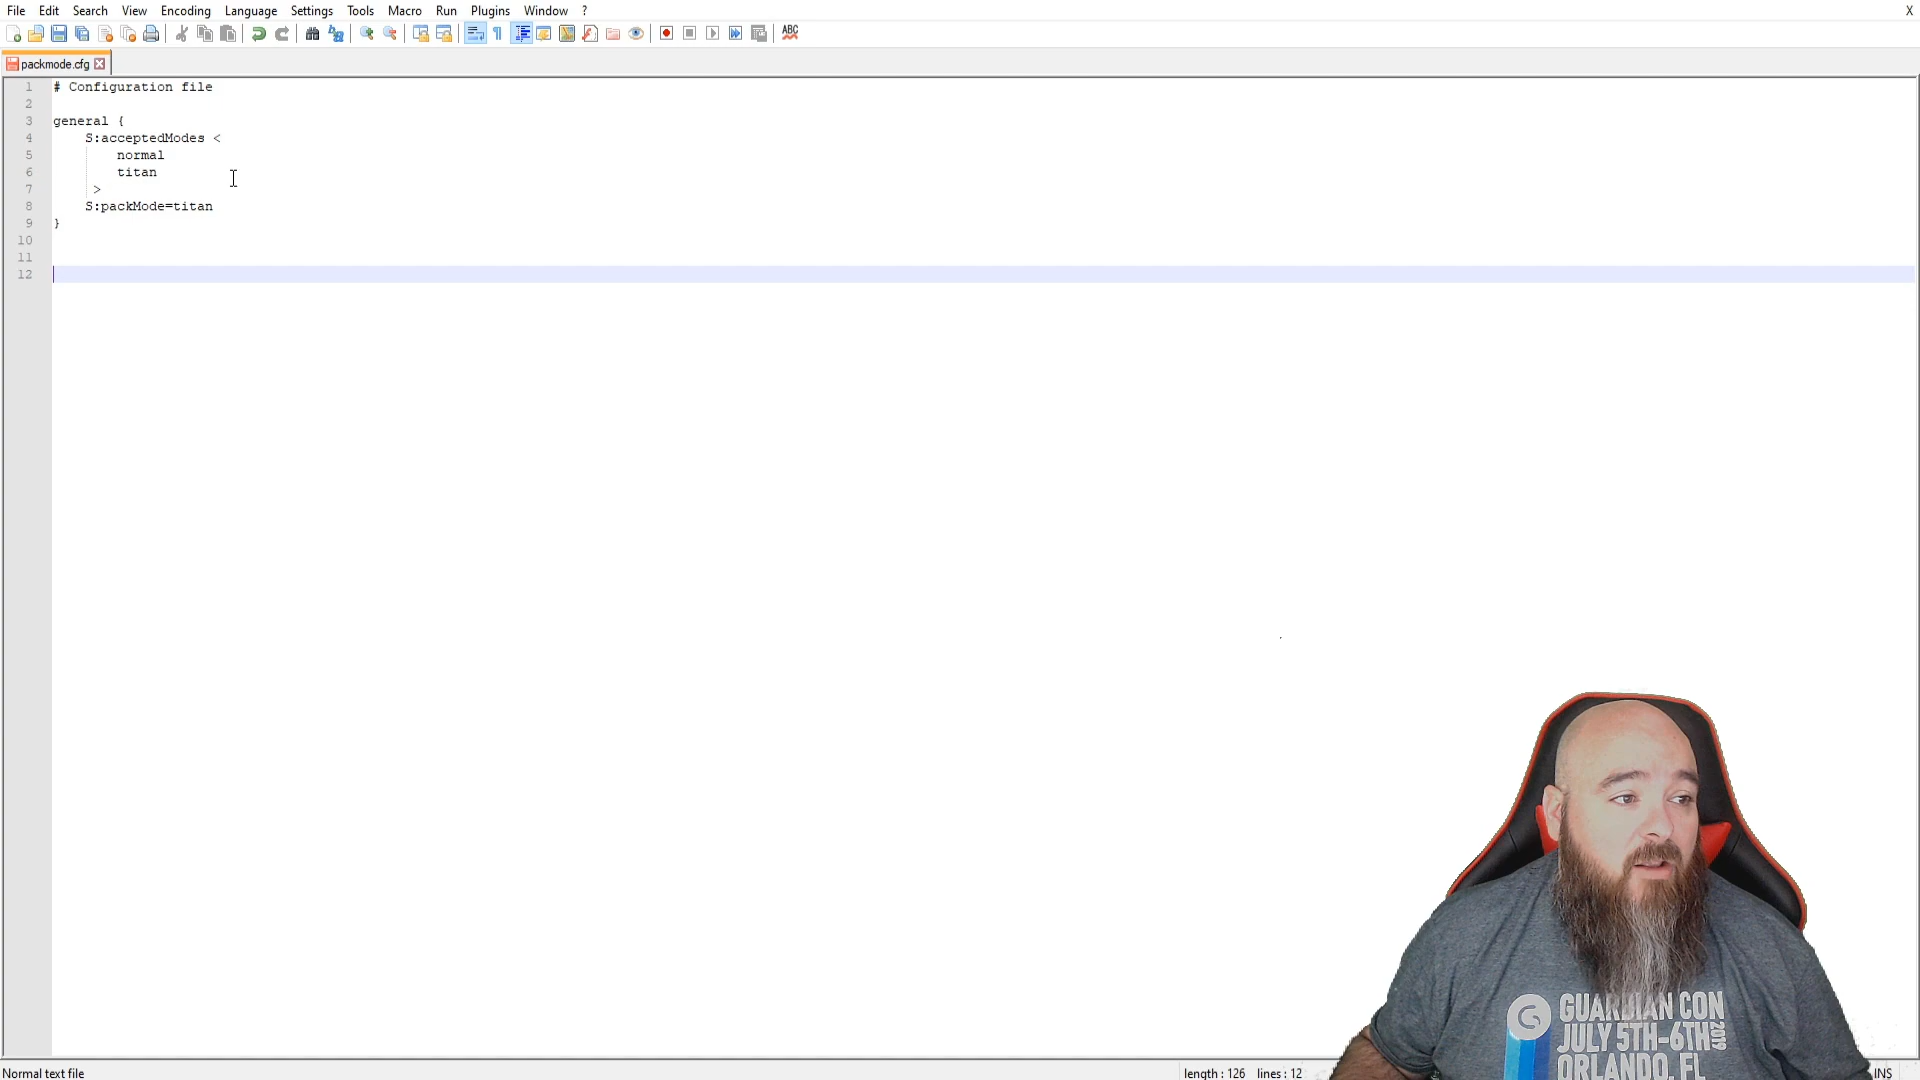 File Edit Search View Encoding Language Settings Tools Macro Run Plugins Window ? X
ABC
packmode.cfg
1 # Configuration file
2
3 general {
4 S:acceptedModes <
5 normal
6 titan
7 >
8 S:packMode=titan
9 }
10
11
12
GUARDIAN CON
JULY 5TH-6TH 2019
ORLANDO, FL
Normal text file length : 126 lines : 12 INS